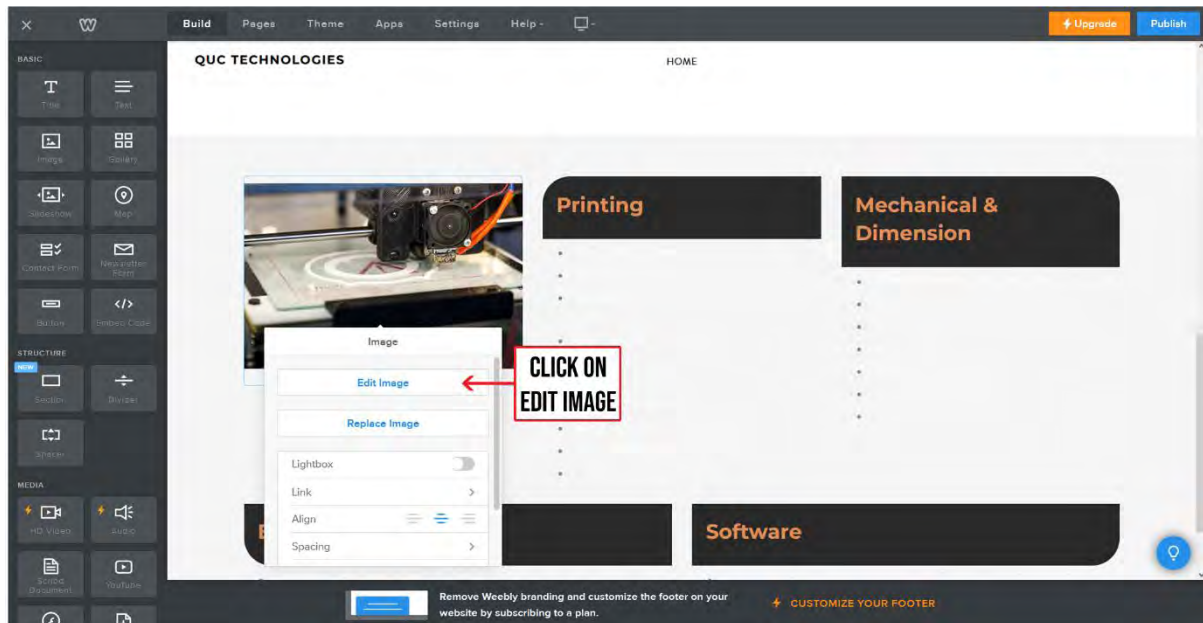 Build Pages Theme Apps Settings Help
Upgrade Publish
BASIC
Title Text
Image Gallery
Slideshow Map
Contact Form Newsletter Form
Button Embed Code
STRUCTURE
NEW
Section Divider
Spacer
MEDIA
HD Video Audio
Scribd Document YouTube
QUC TECHNOLOGIES HOME
Printing
Mechanical &
Dimension
Image
Edit Image
Replace Image
Lightbox
Link
Align
Spacing
CLICK ON
EDIT IMAGE
Software
Remove Weebly branding and customize the footer on your
website by subscribing to a plan.
CUSTOMIZE YOUR FOOTER